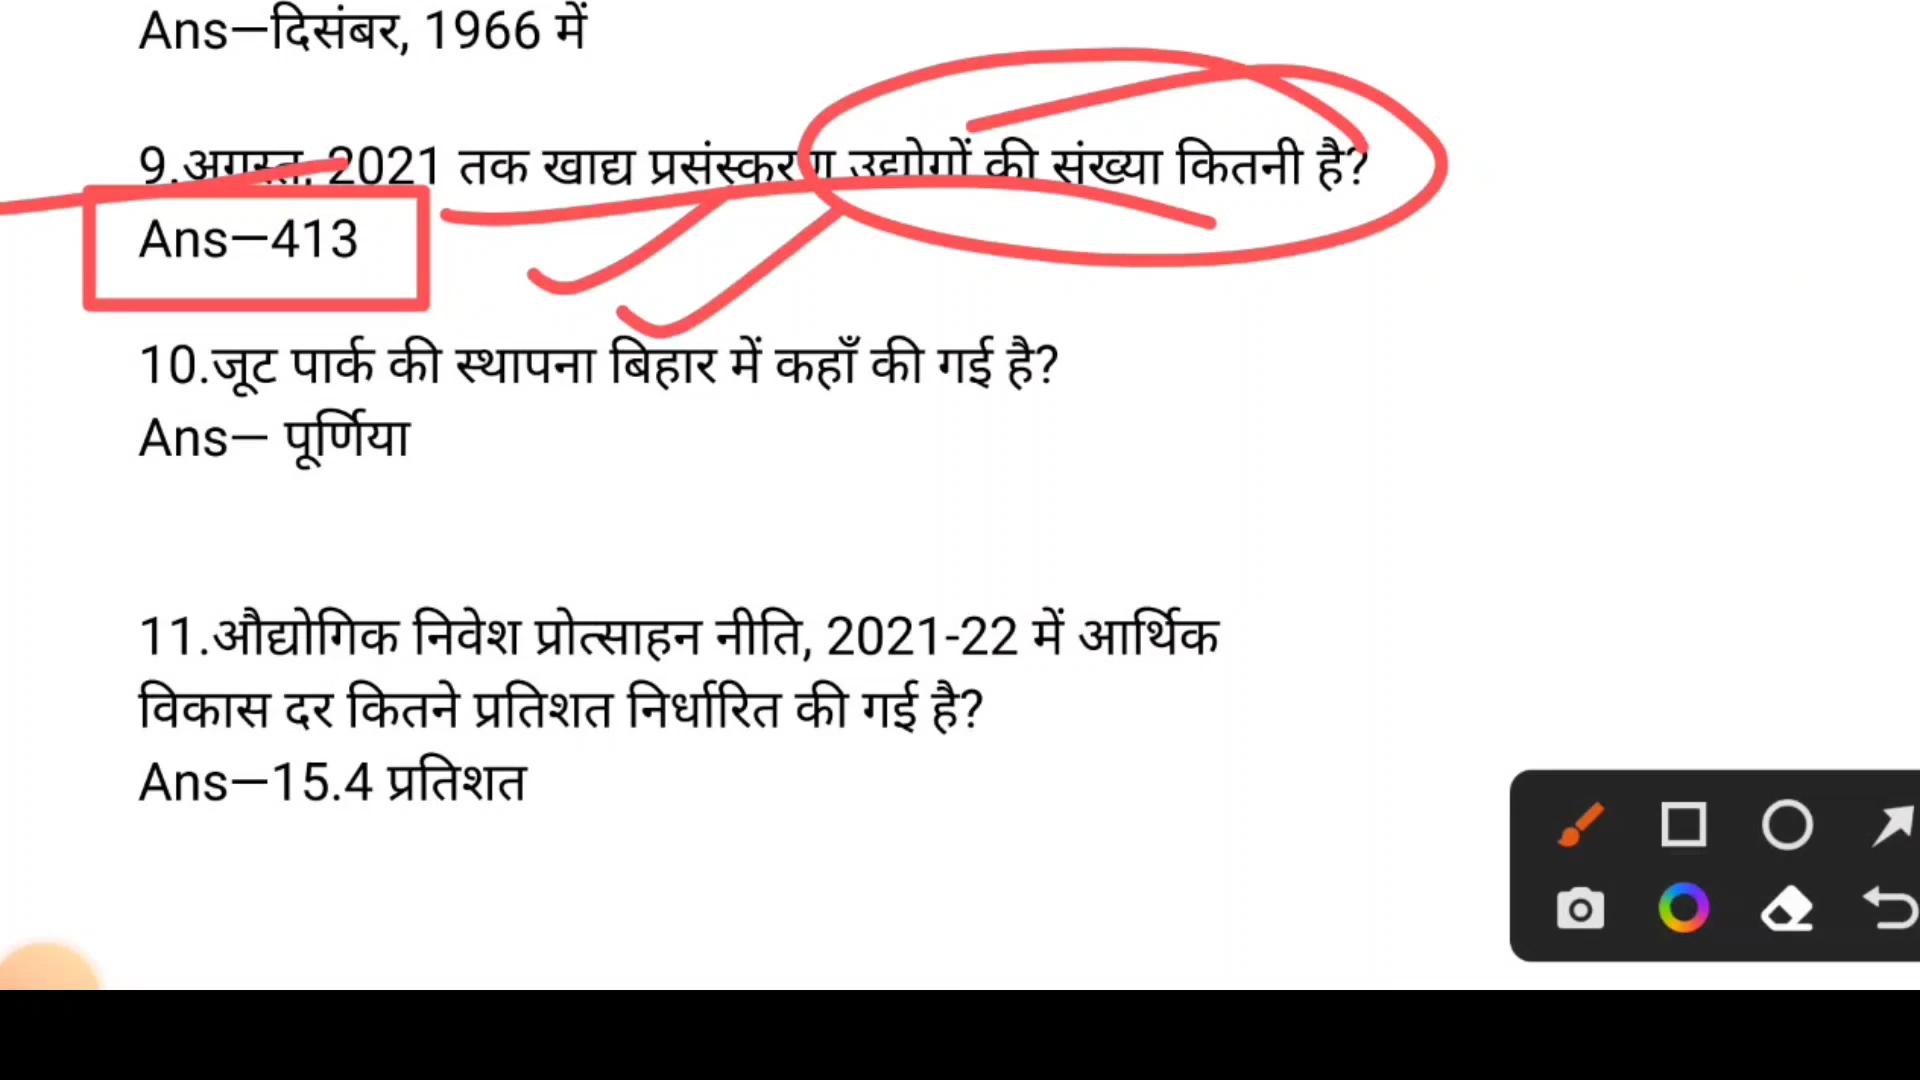 Ans—दिसंबर, 1966 में
9.अगस्त, 2021 तक खाद्य प्रसंस्करण उद्योगों की संख्या कितनी है?
Ans—413
10.जूट पार्क की स्थापना बिहार में कहाँ की गई है?
Ans— पूर्णिया
11.औद्योगिक निवेश प्रोत्साहन नीति, 2021-22 में आर्थिक
विकास दर कितने प्रतिशत निर्धारित की गई है?
Ans—15.4 प्रतिशत